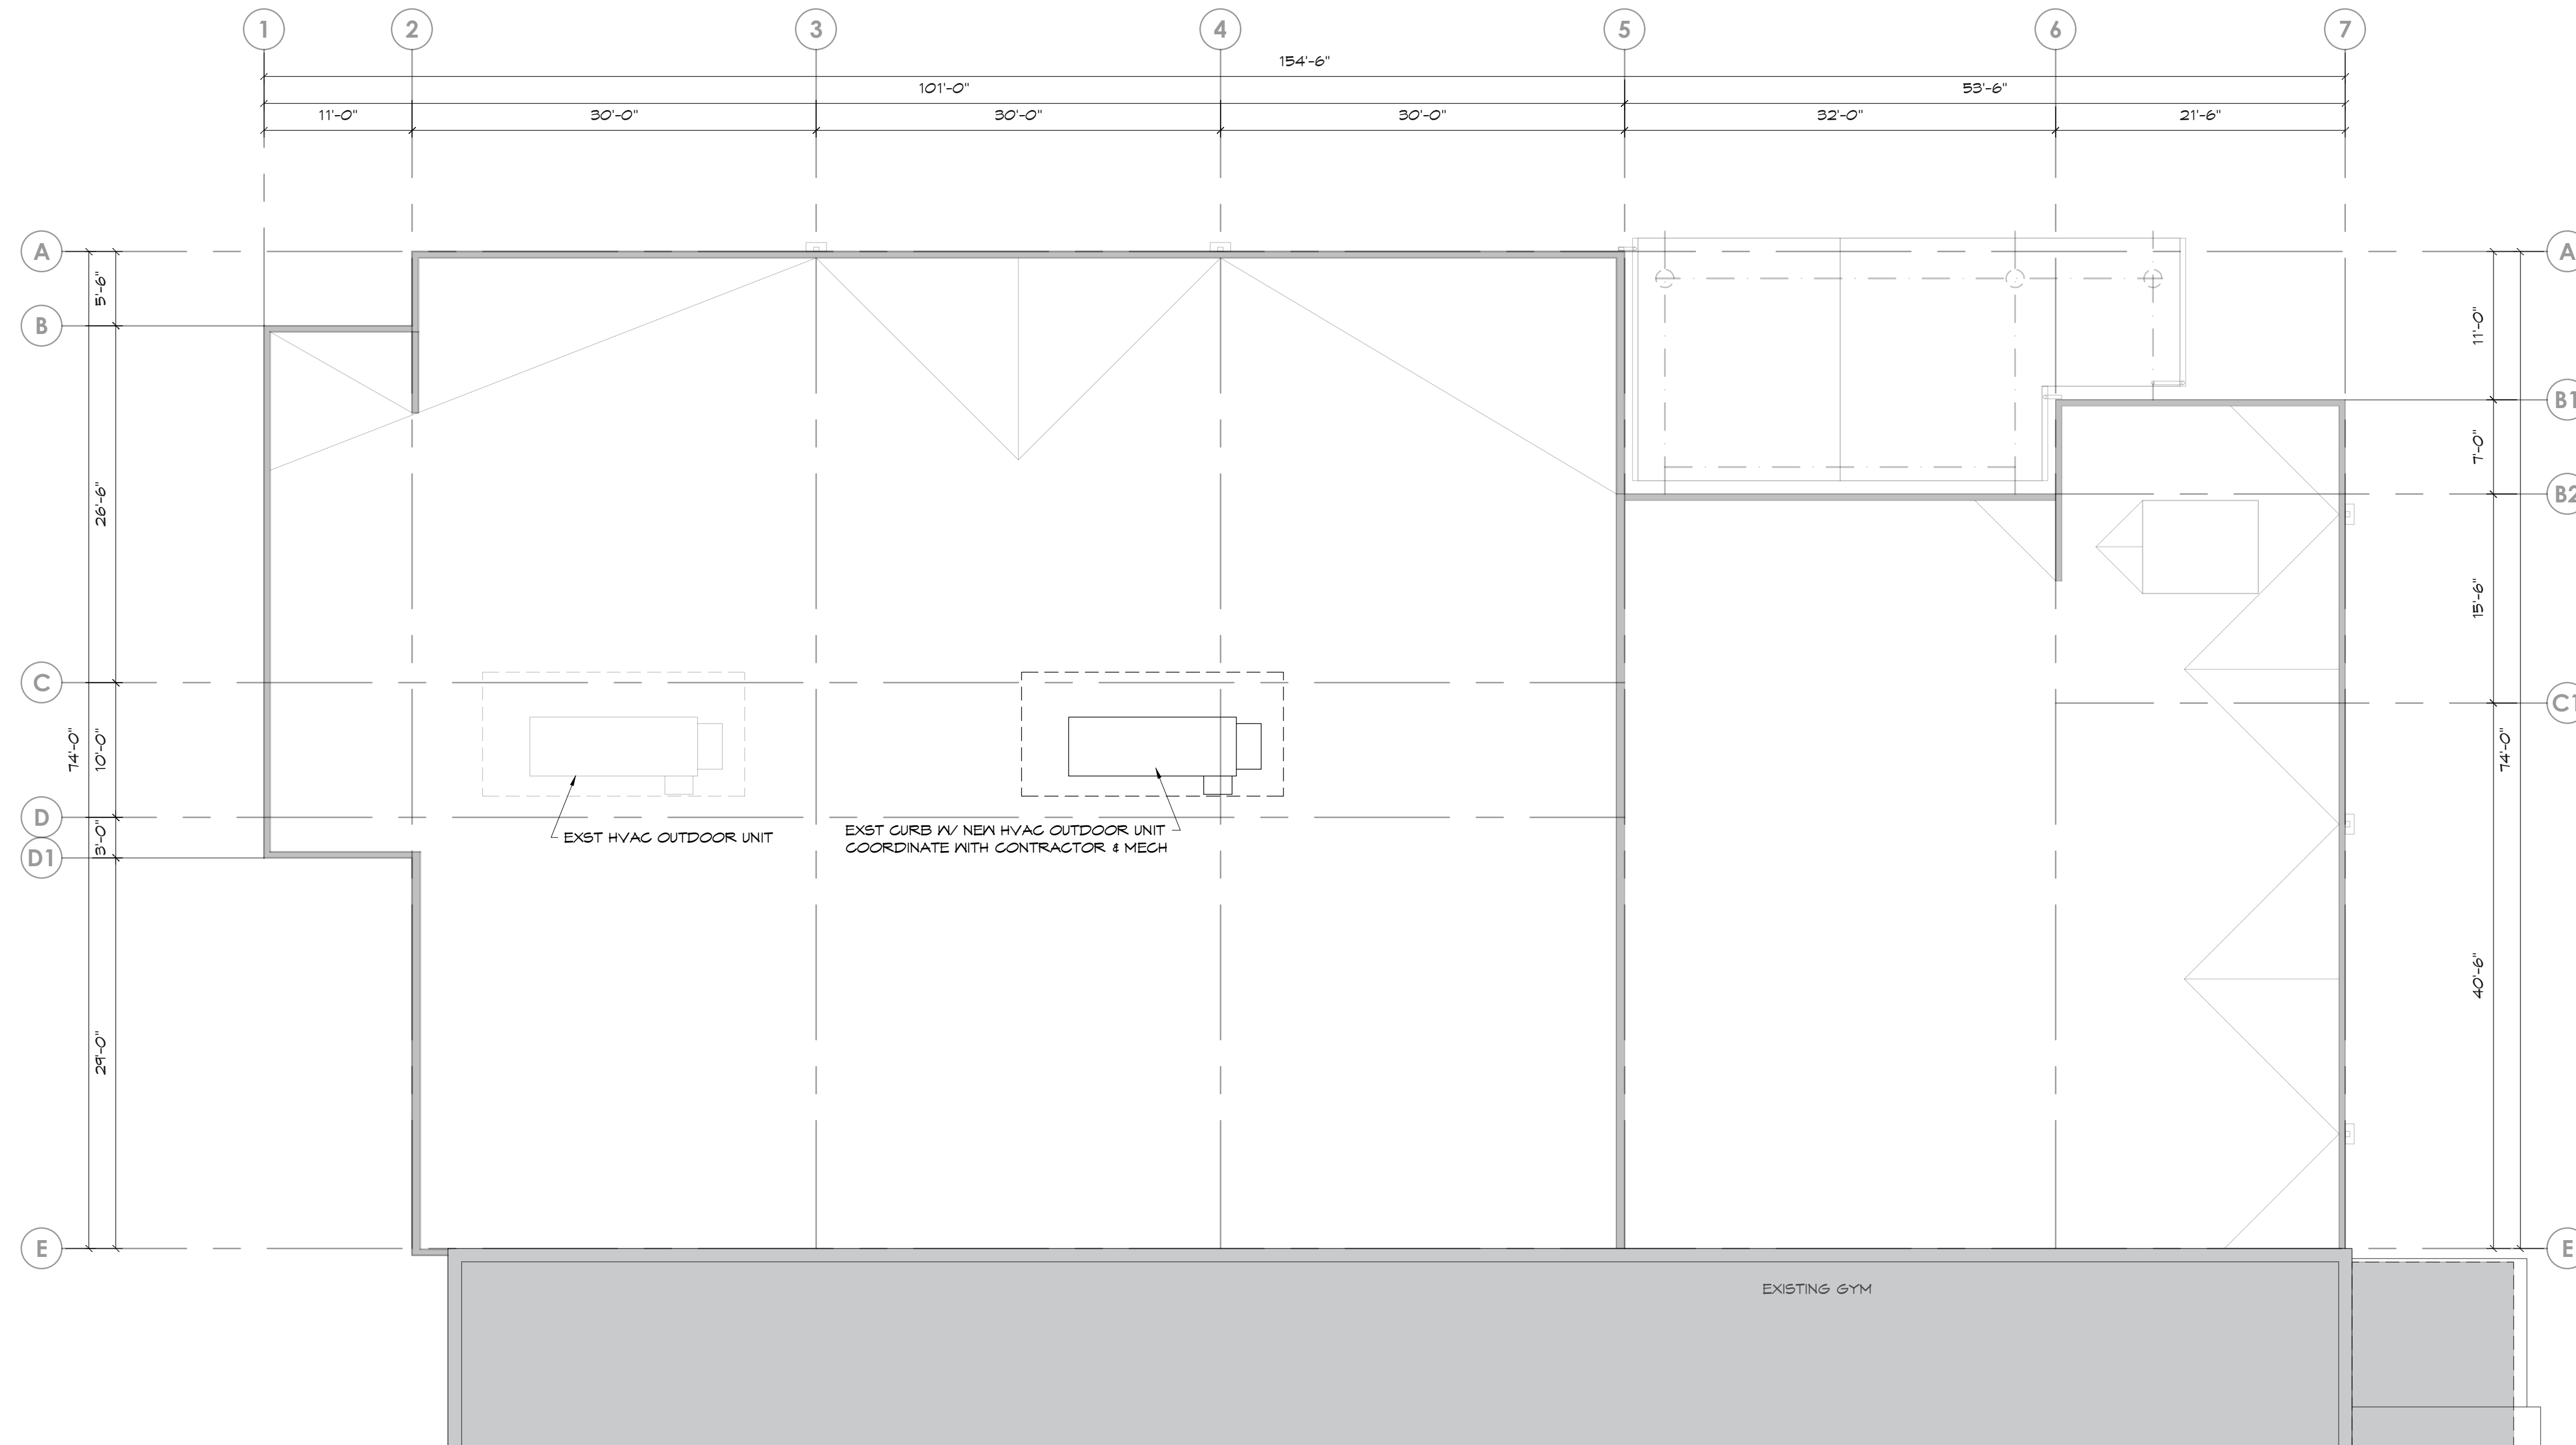 1 2 3 4 5 6 7
154'-6"
101'-0" 53'-6"
11'-0" 30'-0" 30'-0" 30'-0" 32'-0" 21'-6"
A A
5'-6"
B
11'-0"
B1
7'-0"
26'-6"
B2
15'-6"
C
C1
74'-0" 10'-0"
74'-0"
D
3'-0"
D1
EXST HVAC OUTDOOR UNIT
EXST CURB W/ NEW HVAC OUTDOOR UNIT
COORDINATE WITH CONTRACTOR & MECH
40'-6"
29'-0"
E E
EXISTING GYM